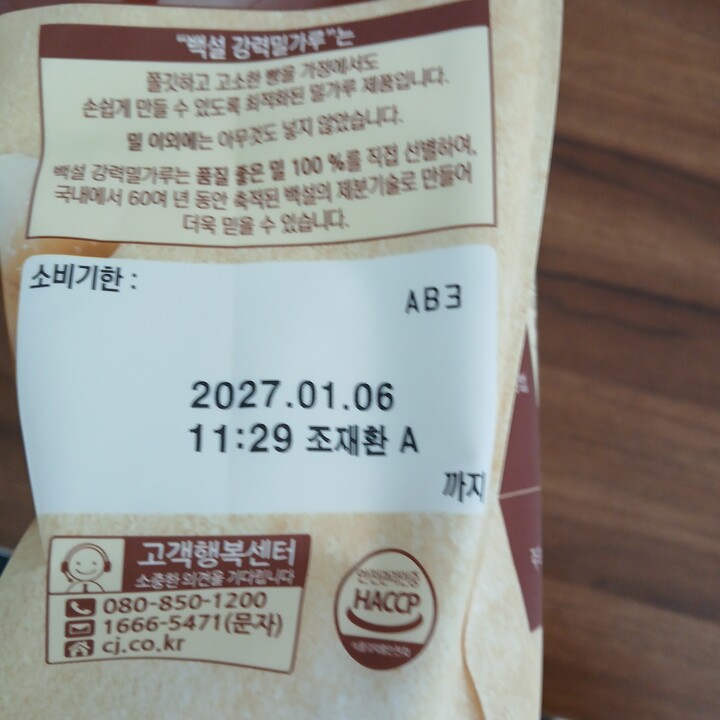 "백설 강력밀가루"는
쫄깃하고 고소한 빵을 가정에서도
손쉽게 만들 수 있도록 최적화된 밀가루 제품입니다.
밀 이외에는 아무것도 넣지 않았습니다.
백설 강력밀가루는 품질 좋은 밀 100 %를 직접 선별하여,
국내에서 60여 년 동안 축적된 백설의 제분기술로 만들어
더욱 믿을 수 있습니다.
소비기한 :
AB3
2027.01.06
11:29 조재환 A
까지
고객행복센터
소중한 의견을 기다립니다
080-850-1200
1666-5471(문자)
cj.co.kr
안전관리인증
HACCP